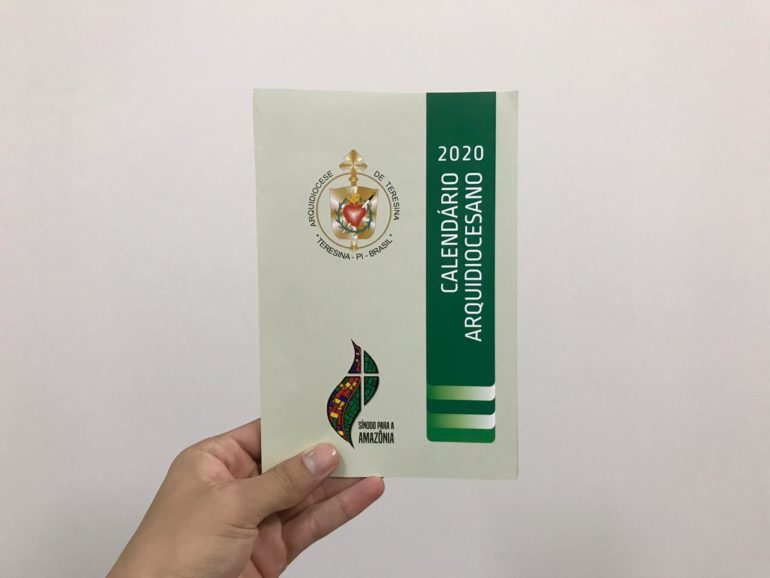 ARQUIDIOCESE DE TERESINA
• TERESINA - PI - BRASIL •
2020
CALENDÁRIO
ARQUIDIOCESANO
SÍNODO PARA A
AMAZÔNIA